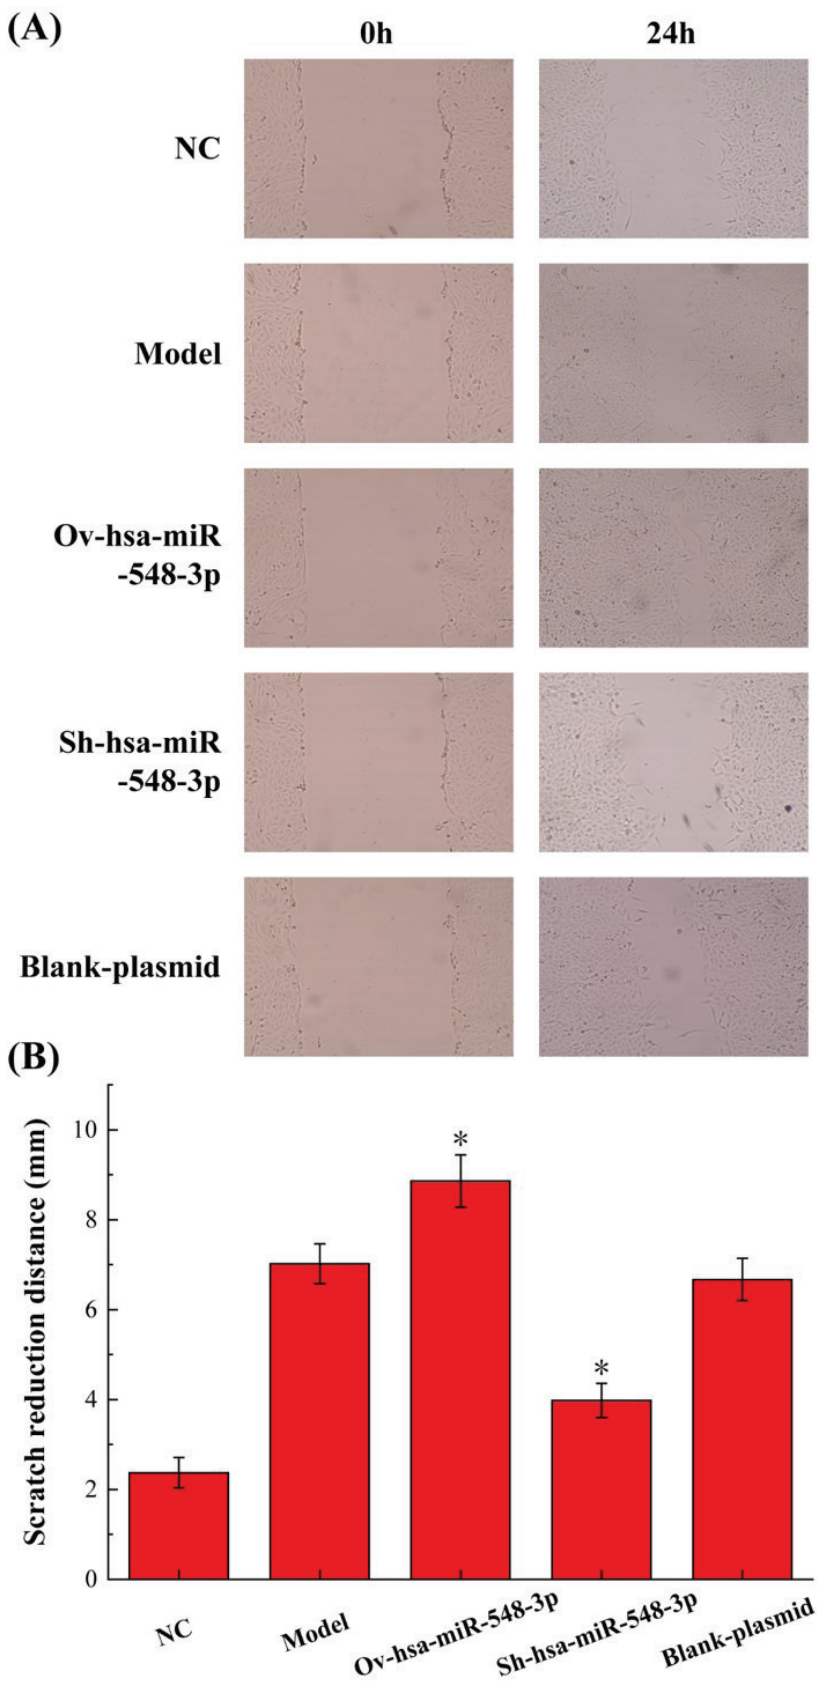 (A)
0h 24h
NC
Model
Ov-hsa-miR
-548-3p
Sh-hsa-miR
-548-3p
Blank-plasmid
(B)
Scratch reduction distance (mm)
10
8
6
4
2
0
*
*
NC Model Ov-hsa-miR-548-3p Sh-hsa-miR-548-3p Blank-plasmid